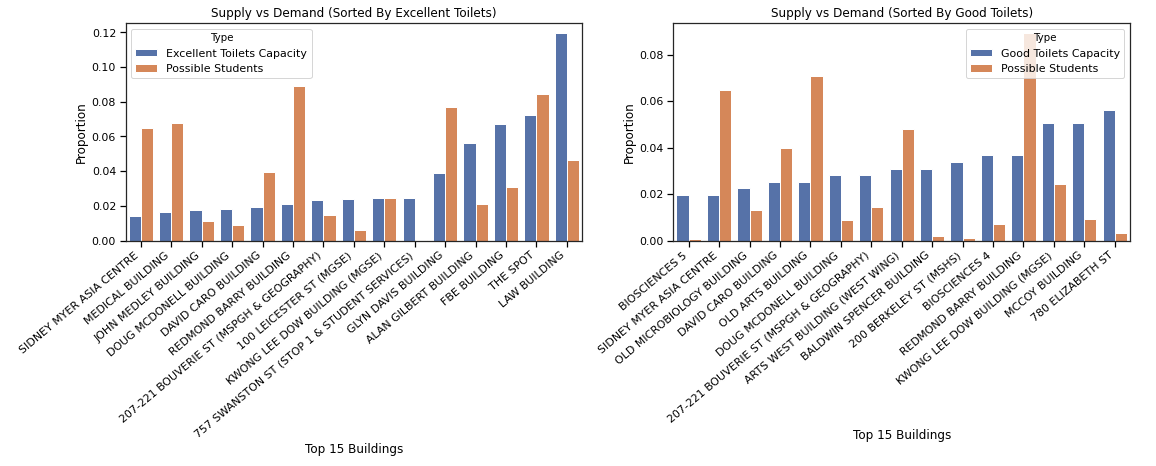 Supply vs Demand (Sorted By Excellent Toilets)
Type
Excellent Toilets Capacity
Possible Students
0.12
0.10
0.08
0.06
0.04
0.02
0.00
Proportion
SIDNEY MYER ASIA CENTRE
MEDICAL BUILDING
JOHN MEDLEY BUILDING
DOUG MCDONELL BUILDING
DAVID CARO BUILDING
REDMOND BARRY BUILDING
207-221 BOUVERIE ST (MSPGH & GEOGRAPHY)
100 LEICESTER ST (MGSE)
KWONG LEE DOW BUILDING (MGSE)
757 SWANSTON ST (STOP 1 & STUDENT SERVICES)
GLYN DAVIS BUILDING
ALAN GILBERT BUILDING
FBE BUILDING
THE SPOT
LAW BUILDING
Top 15 Buildings
Supply vs Demand (Sorted By Good Toilets)
Type
Good Toilets Capacity
Possible Students
0.08
0.06
0.04
0.02
0.00
Proportion
BIOSCIENCES 5
SIDNEY MYER ASIA CENTRE
OLD MICROBIOLOGY BUILDING
DAVID CARO BUILDING
OLD ARTS BUILDING
DOUG MCDONELL BUILDING
207-221 BOUVERIE ST (MSPGH & GEOGRAPHY)
ARTS WEST BUILDING (WEST WING)
BALDWIN SPENCER BUILDING
200 BERKELEY ST (MSHS)
BIOSCIENCES 4
REDMOND BARRY BUILDING
KWONG LEE DOW BUILDING (MGSE)
MCCOY BUILDING
780 ELIZABETH ST
Top 15 Buildings